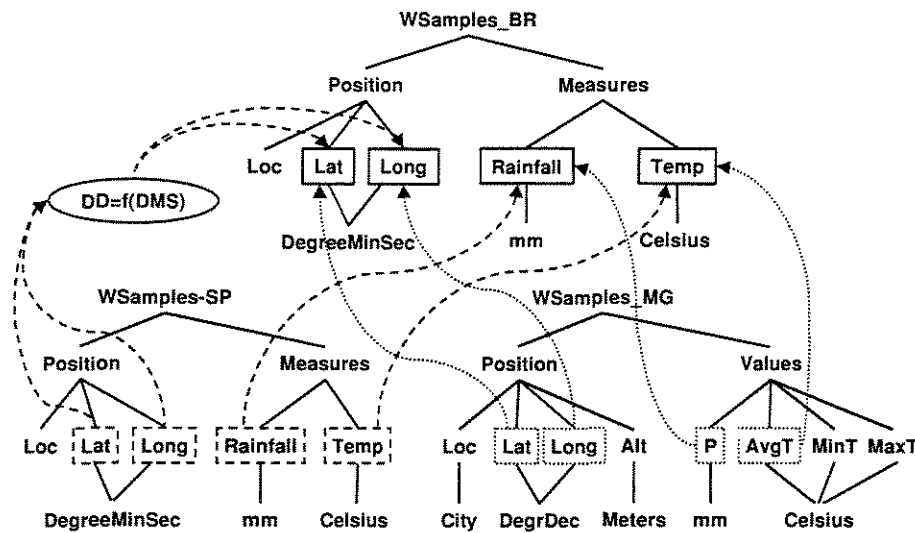 WSamples_BR
Position Measures
Loc Lat Long Rainfall Temp
DD=f(DMS)
DegreeMinSec mm Celsius
WSamples-SP WSamples_MG
Position Measures Position Values
Loc Lat Long Rainfall Temp Loc Lat Long Alt P AvgT MinT MaxT
DegreeMinSec mm Celsius City DegrDec Meters mm Celsius